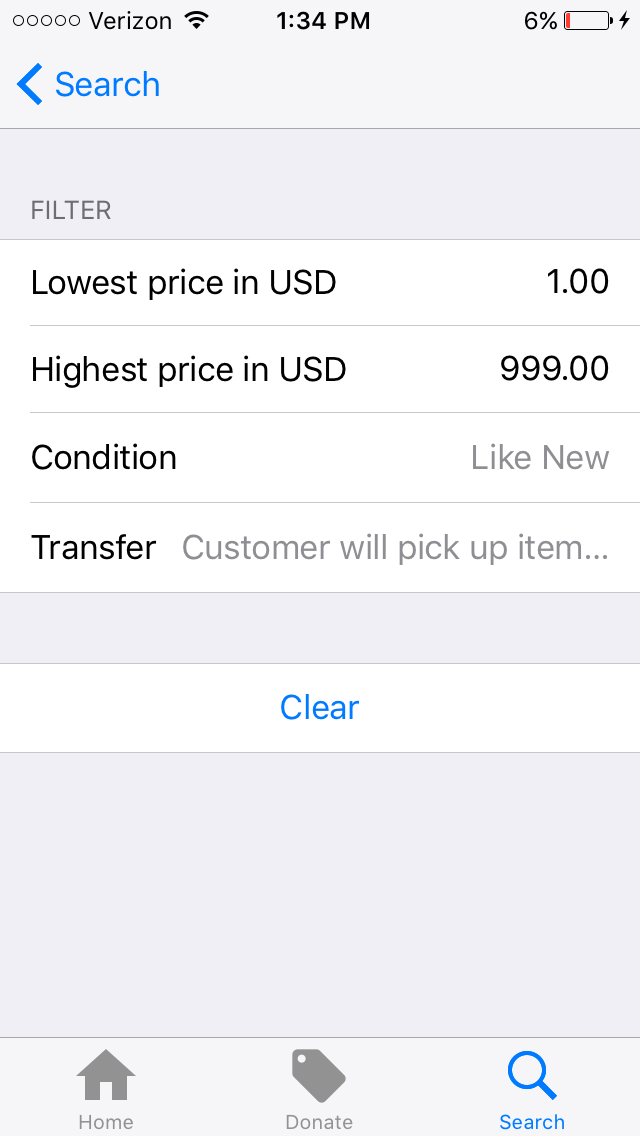 Verizon 1:34 PM 6%
Search
FILTER
Lowest price in USD 1.00
Highest price in USD 999.00
Condition Like New
Transfer Customer will pick up item...
Clear
Home Donate Search